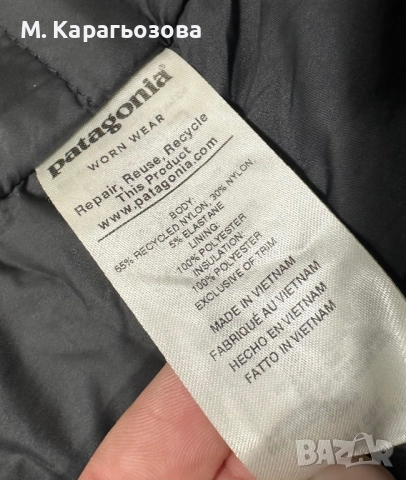 М. Карагьозова
patagonia®
WORN WEAR
Repair, Reuse, Recycle
This Product
www.patagonia.com
BODY:
65% RECYCLED NYLON, 30% NYLON,
5% ELASTANE
LINING:
100% POLYESTER
INSULATION:
100% POLYESTER
EXCLUSIVE OF TRIM
MADE IN VIETNAM
FABRIQUÉ AU VIETNAM
HECHO EN VIETNAM
FATTO IN VIETNAM
BAZAR